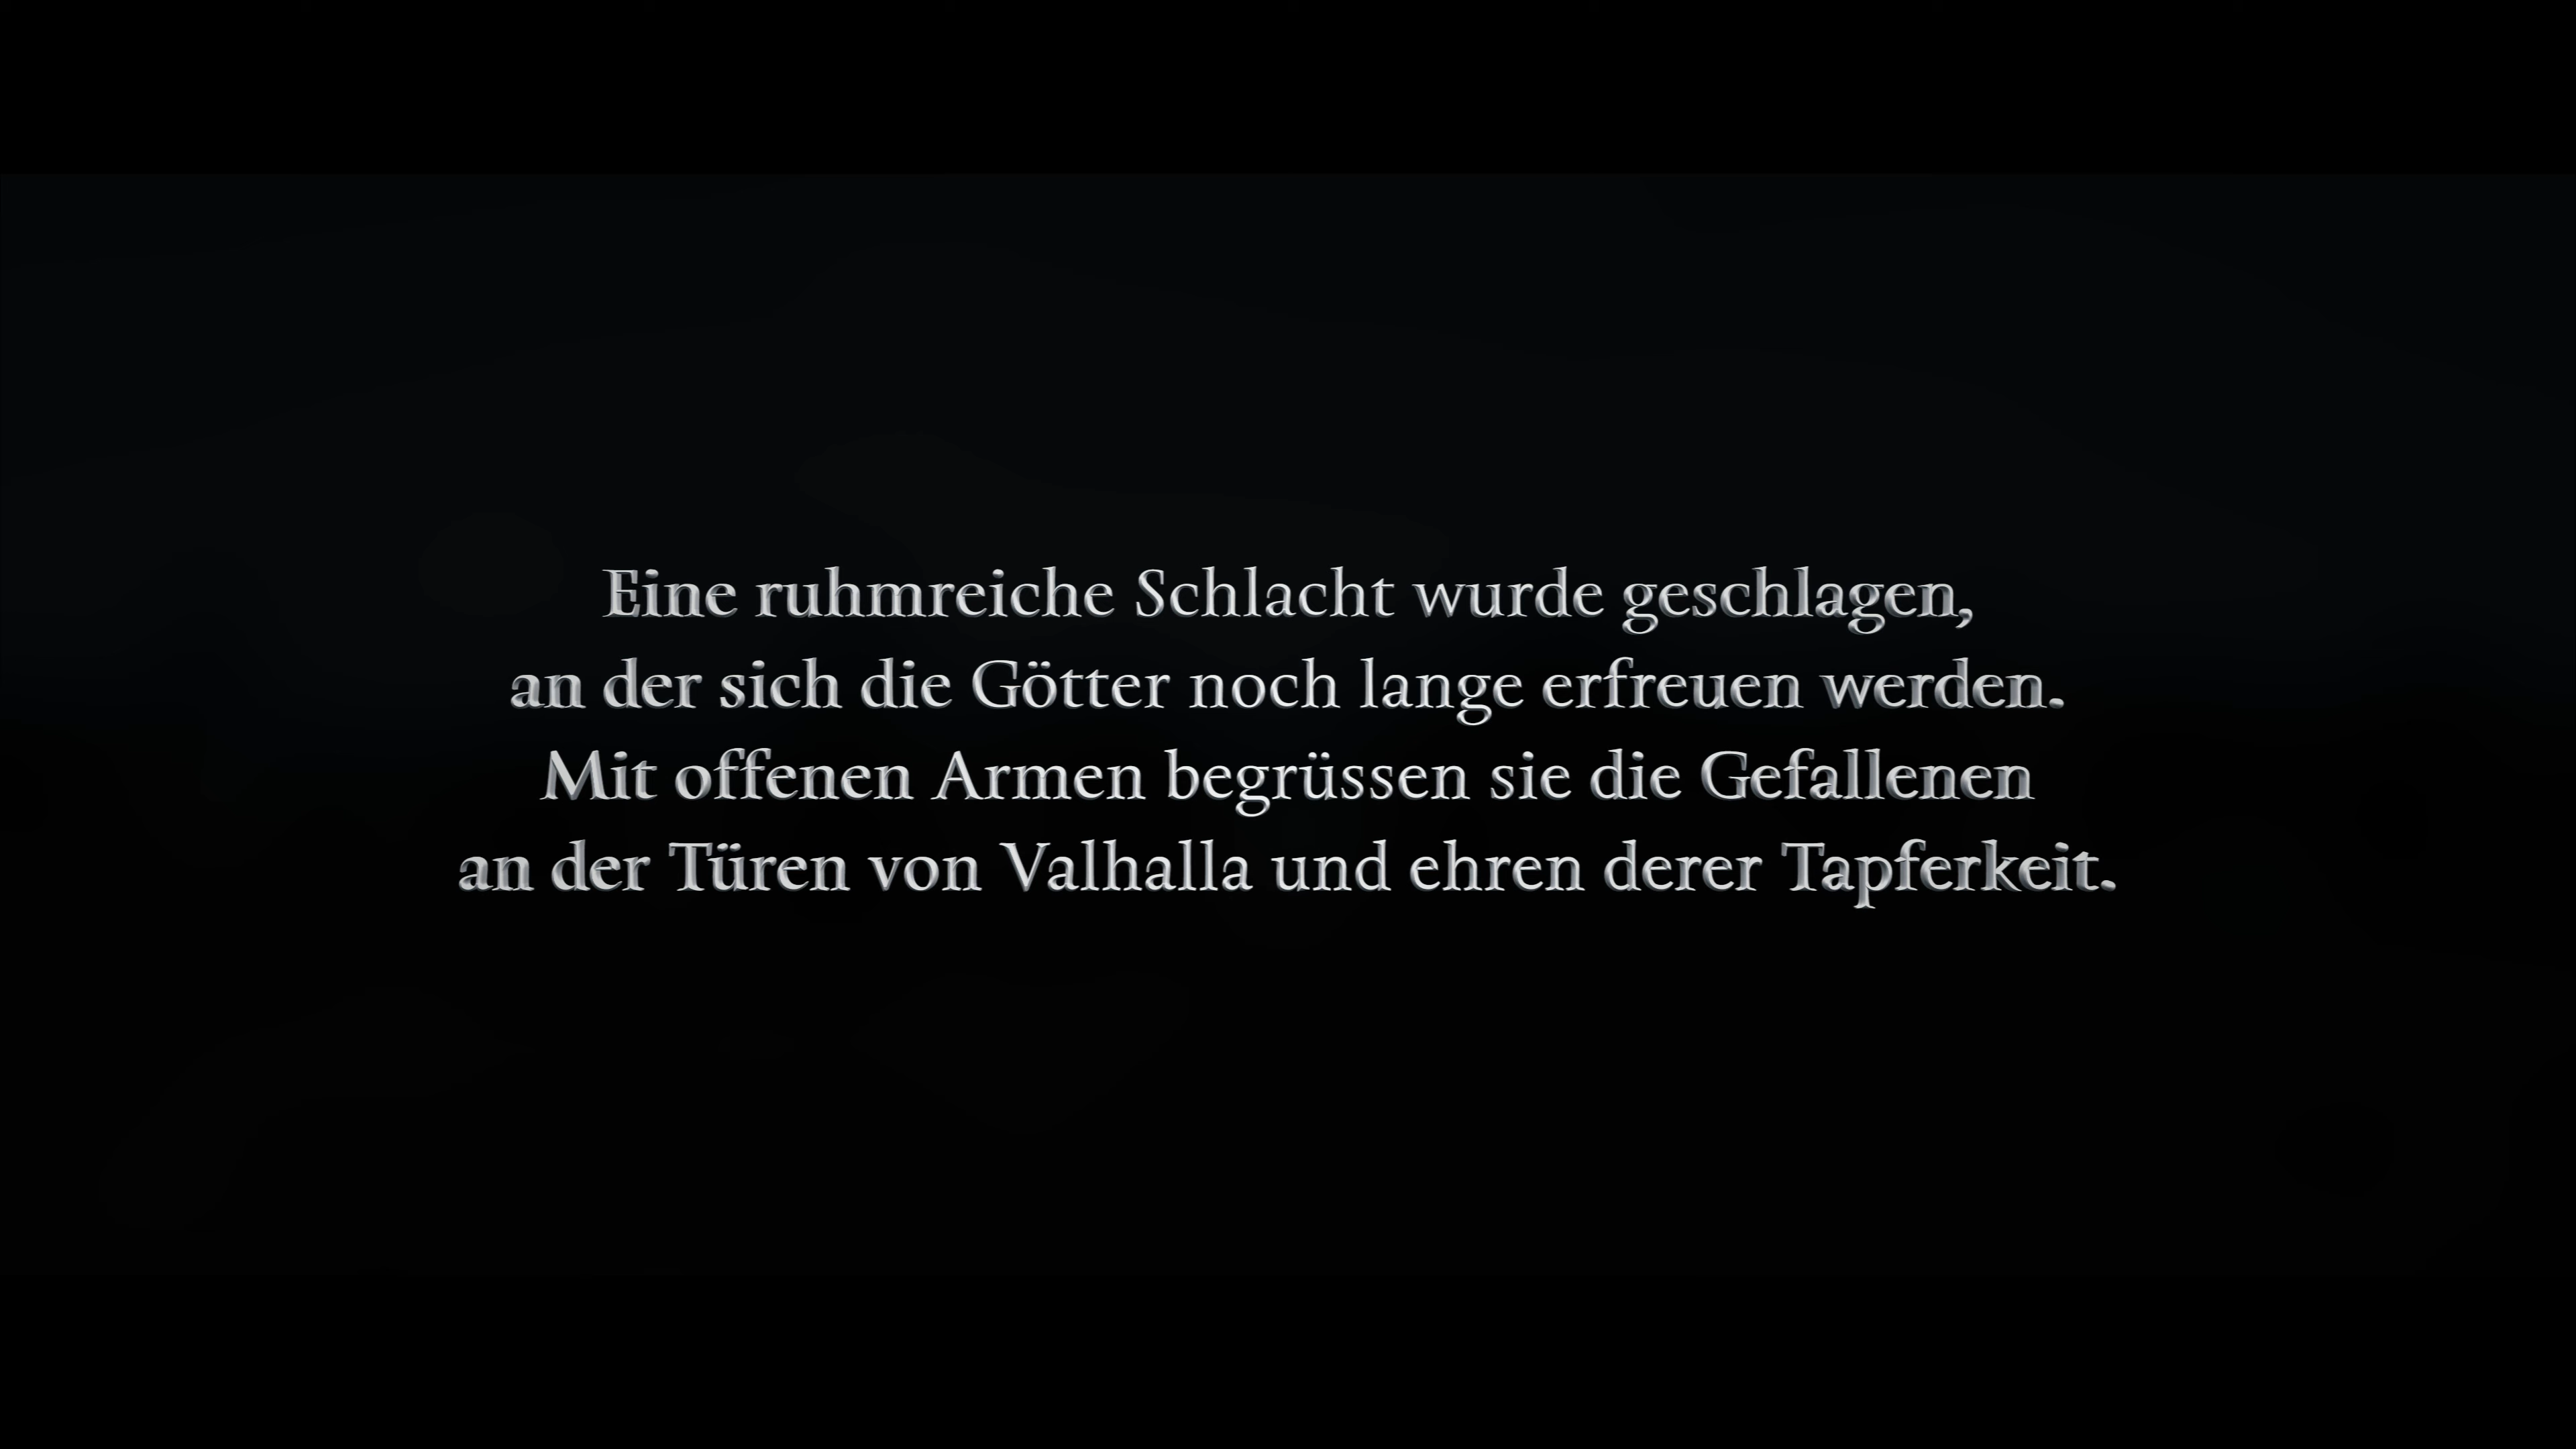 Eine ruhmreiche Schlacht wurde geschlagen,
an der sich die Götter noch lange erfreuen werden.
Mit offenen Armen begrüssen sie die Gefallenen
an der Türen von Valhalla und ehren derer Tapferkeit.